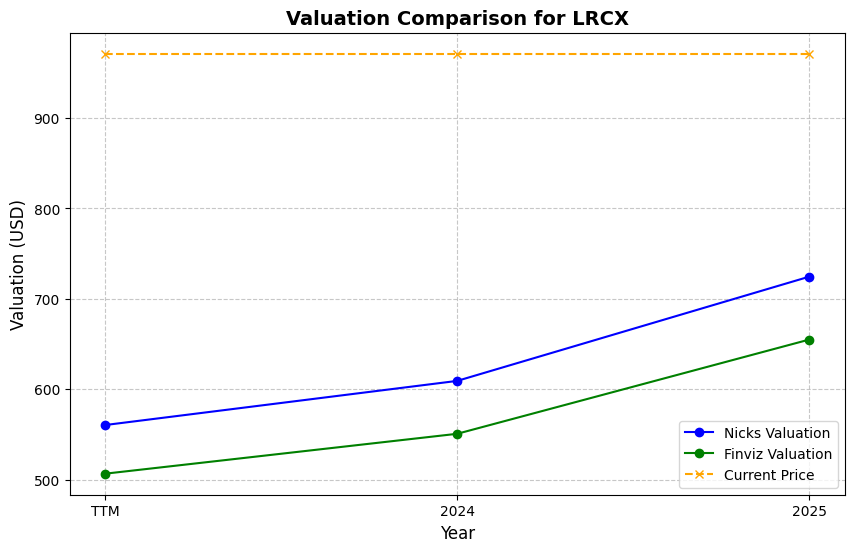 Valuation Comparison for LRCX
Valuation (USD)
900
800
700
600
500
TTM
2024
2025
Year
Nicks Valuation
Finviz Valuation
Current Price